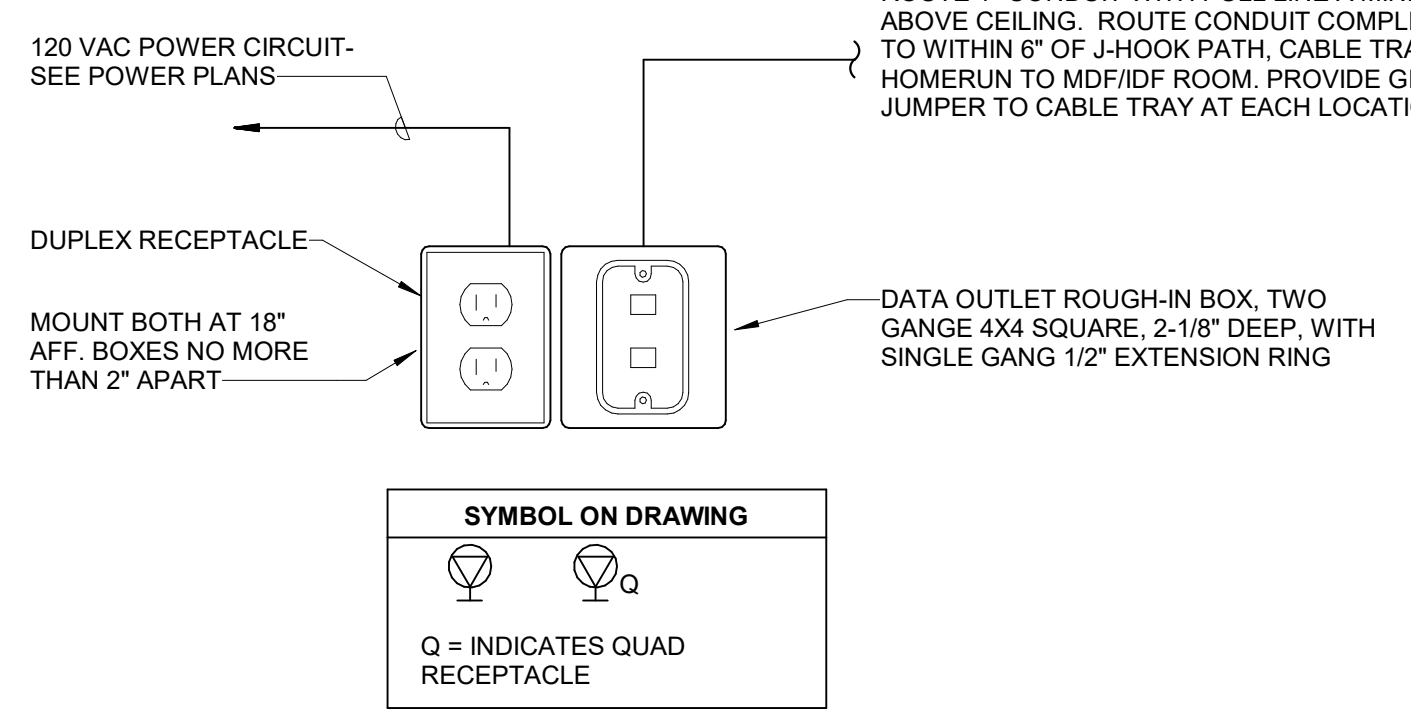 120 VAC POWER CIRCUIT-
SEE POWER PLANS
ABOVE CEILING. ROUTE CONDUIT
TO WITHIN 6" OF J-HOOK PATH, CABLE
HOMERUN TO MDF/IDF ROOM. PROVIDE
JUMPER TO CABLE TRAY AT EACH
DUPLEX RECEPTACLE
MOUNT BOTH AT 18"
AFF. BOXES NO MORE
THAN 2" APART
DATA OUTLET ROUGH-IN BOX, TWO
GANGE 4X4 SQUARE, 2-1/8" DEEP, WITH
SINGLE GANG 1/2" EXTENSION RING
SYMBOL ON DRAWING
Q
Q = INDICATES QUAD
RECEPTACLE